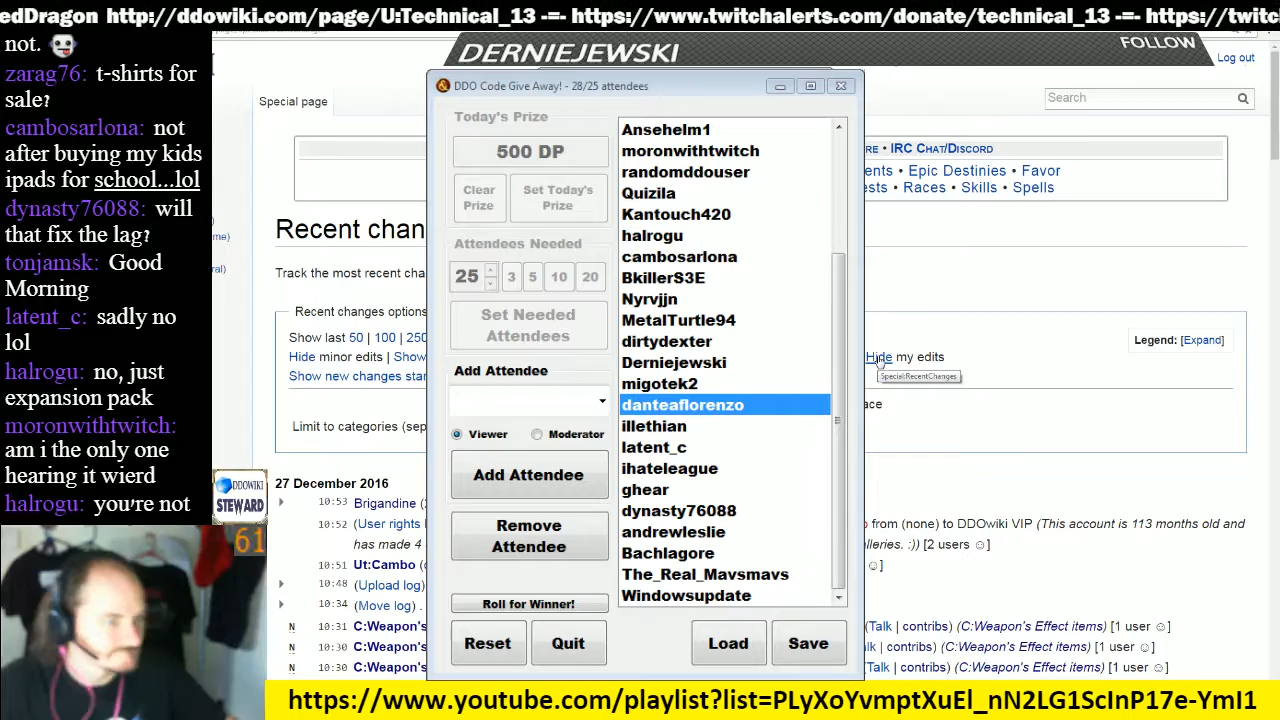 edDragon http://ddowiki.com/page/U:Technical_13 -=- https://www.twitchalerts.com/donate/technical_13 -=- https://twitc
not.
zarag76: t-shirts for
sale?
cambosarlona: not
after buying my kids
ipads for school...lol
dynasty76088: will
that fix the lag?
tonjamsk: Good
Morning
latent_c: sadly no
lol
halrogu: no, just
expansion pack
moronwithtwitch:
am i the only one
hearing it wierd
halrogu: you're not
DERNIEJEWSKI
FOLLOW
Log out
Special page
Search
RE • IRC Chat/Discord
ents • Epic Destinies • Favor
ests • Races • Skills • Spells
Recent chan
Track the most recent cha
Recent changes options
Show last 50 | 100 | 250
Hide minor edits | Show
Hide my edits
Show new changes star
Special:RecentChanges
Legend: [Expand]
Limit to categories (sep
ace
27 December 2016
10:53 Brigandine (
10:52 (User rights
p from (none) to DDOwiki VIP (This account is 113 months old and
has made 4
lleries. :)) [2 users ☺]
10:51 Ut:Cambo (
☺]
10:48 (Upload log)
10:34 (Move log) .
N 10:31 C:Weapon's
(Talk | contribs) (C:Weapon's Effect items) [1 user ☺]
N 10:30 C:Weapon's
Talk | contribs) (C:Weapon's Effect items) [1 user ☺]
N 10:30 C:Weapon's
Talk | contribs) (C:Weapon's Effect items) [1 user ☺]
DDOWIKI
STEWARD
61
DDO Code Give Away! - 28/25 attendees
Today's Prize
500 DP
Clear
Prize
Set Today's
Prize
Attendees Needed
25 3 5 10 20
Set Needed
Attendees
Add Attendee
Viewer Moderator
Add Attendee
Remove
Attendee
Roll for Winner!
Reset Quit Load Save
Ansehelm1
moronwithtwitch
randomddouser
Quizila
Kantouch420
halrogu
cambosarlona
BkillerS3E
Nyrvjjn
MetalTurtle94
dirtydexter
Derniejewski
migotek2
danteaflorenzo
illethian
latent_c
ihateleague
ghear
dynasty76088
andrewleslie
Bachlagore
The_Real_Mavsmavs
Windowsupdate
https://www.youtube.com/playlist?list=PLyXoYvmptXuEl_nN2LG1ScInP17e-YmI1